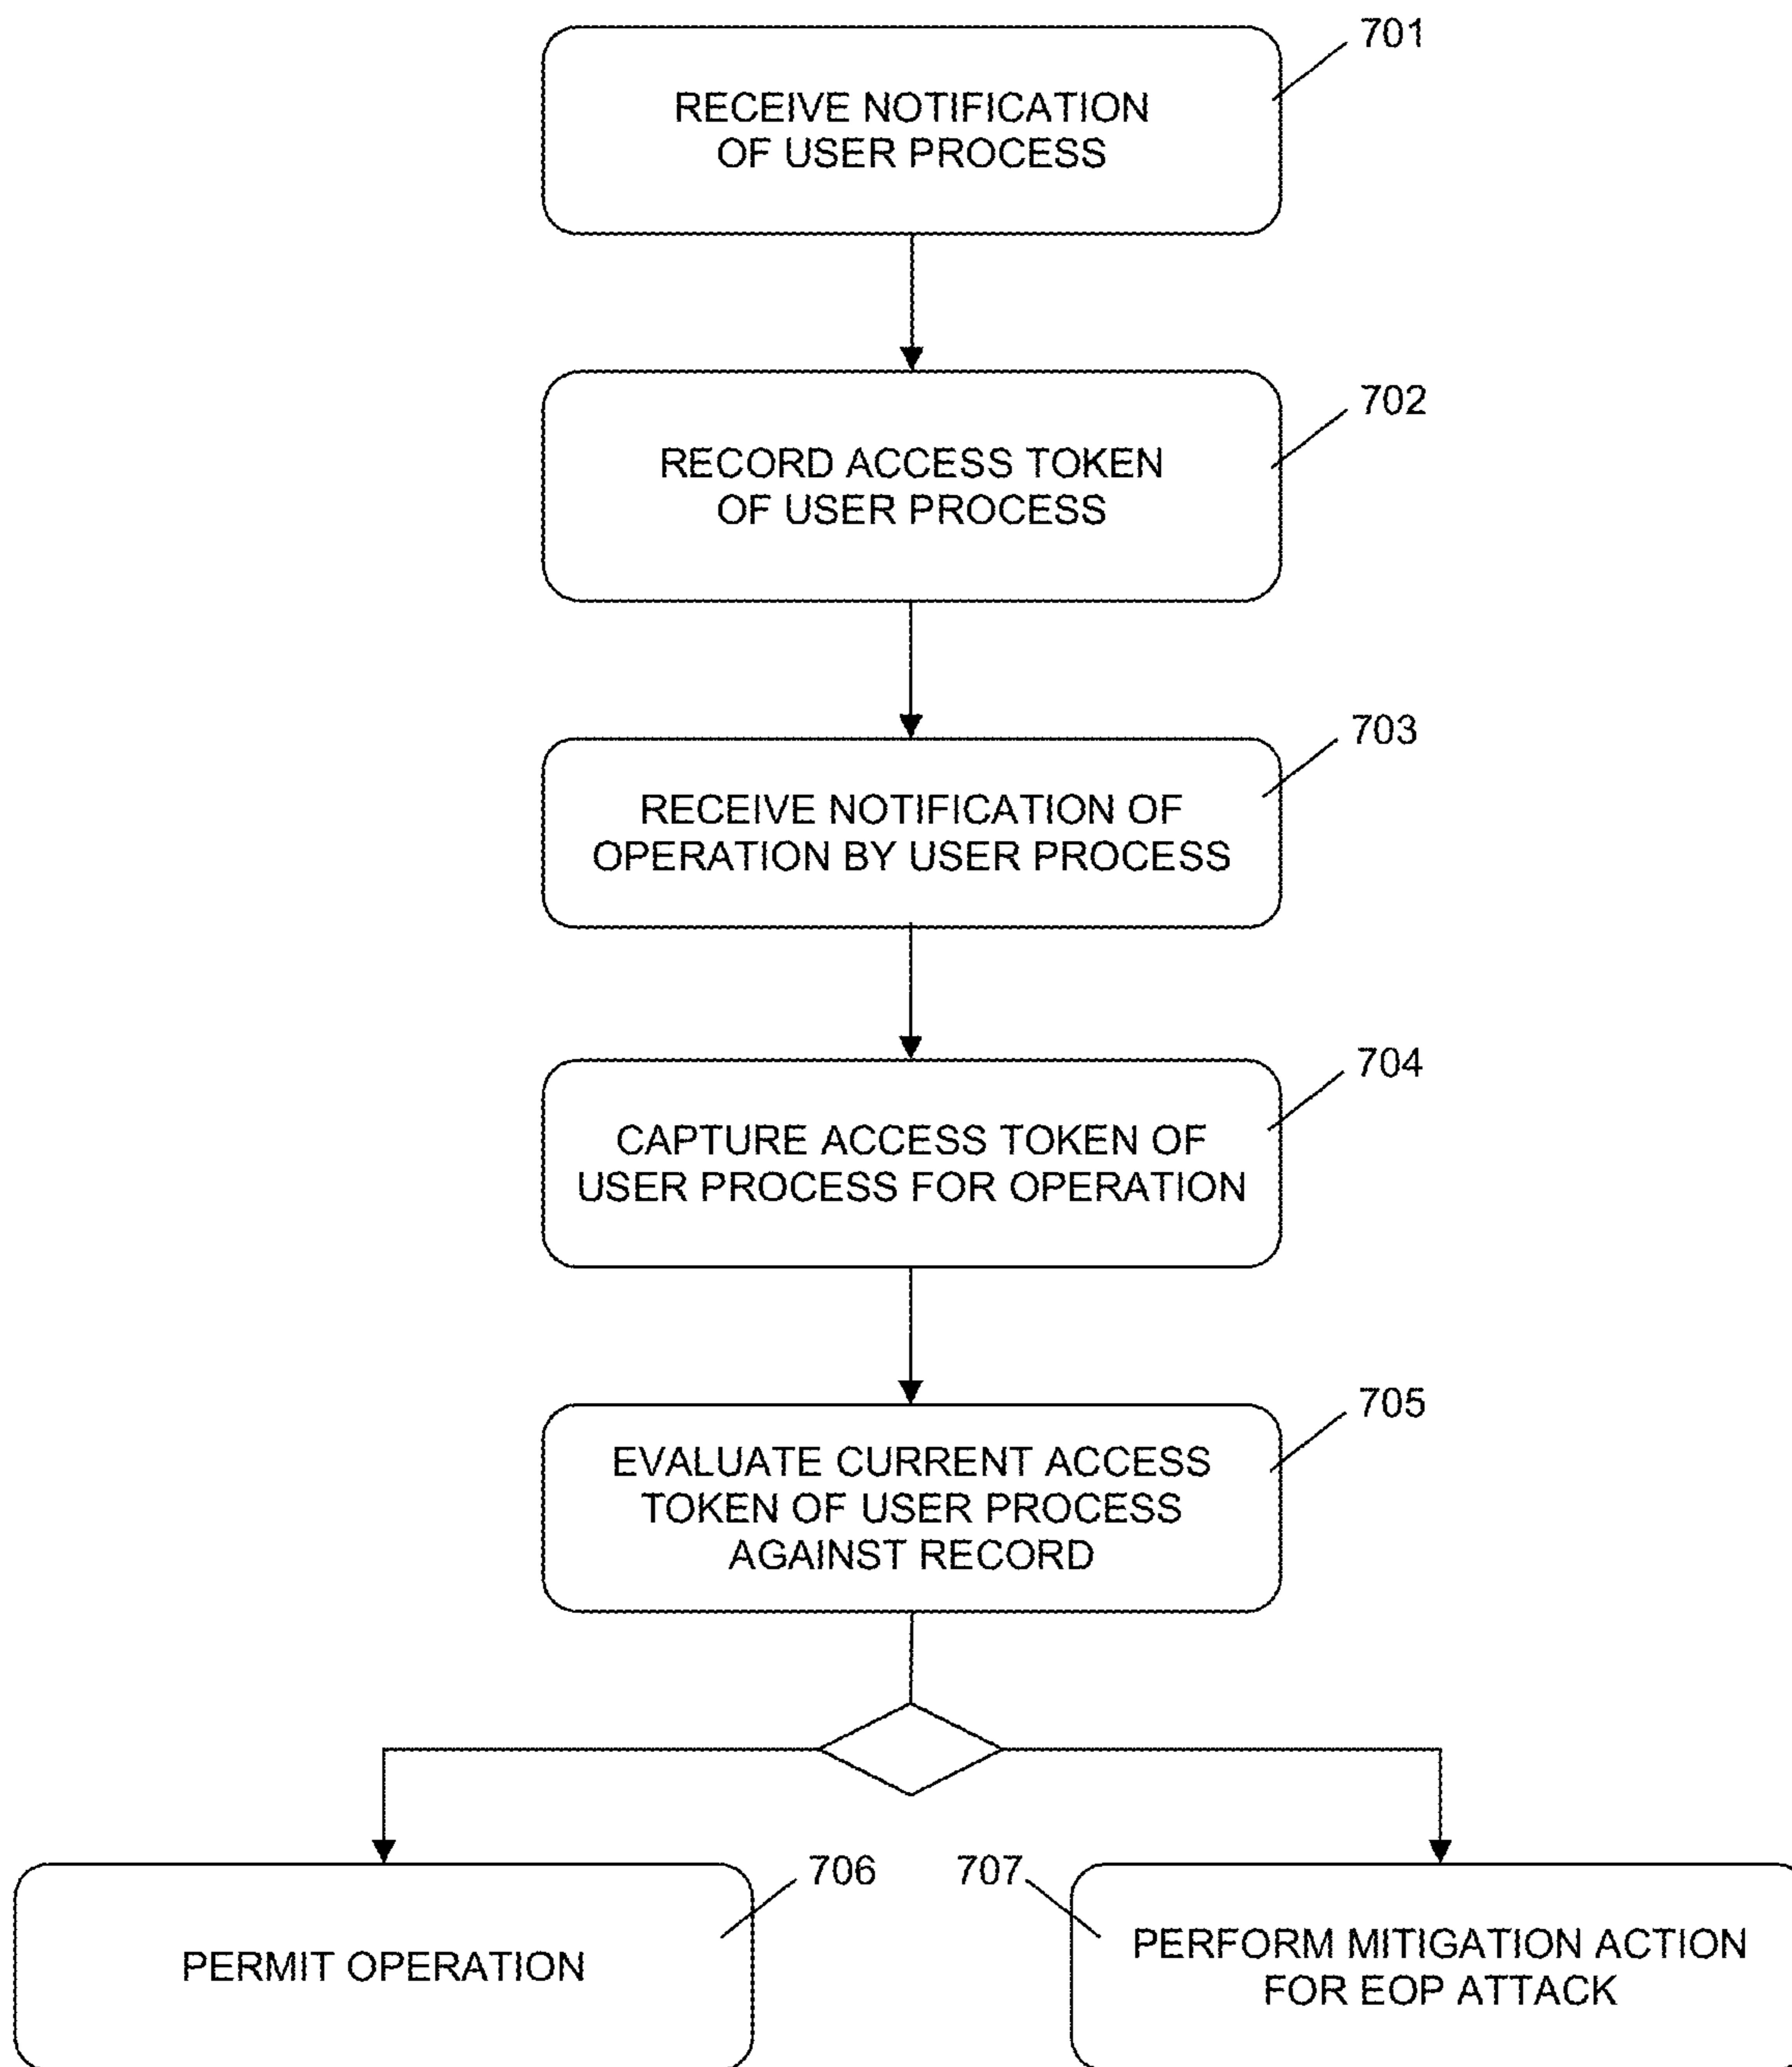 701
RECEIVE NOTIFICATION
OF USER PROCESS
702
RECORD ACCESS TOKEN
OF USER PROCESS
703
RECEIVE NOTIFICATION OF
OPERATION BY USER PROCESS
704
CAPTURE ACCESS TOKEN OF
USER PROCESS FOR OPERATION
705
EVALUATE CURRENT ACCESS
TOKEN OF USER PROCESS
AGAINST RECORD
706
PERMIT OPERATION
707
PERFORM MITIGATION ACTION
FOR EOP ATTACK